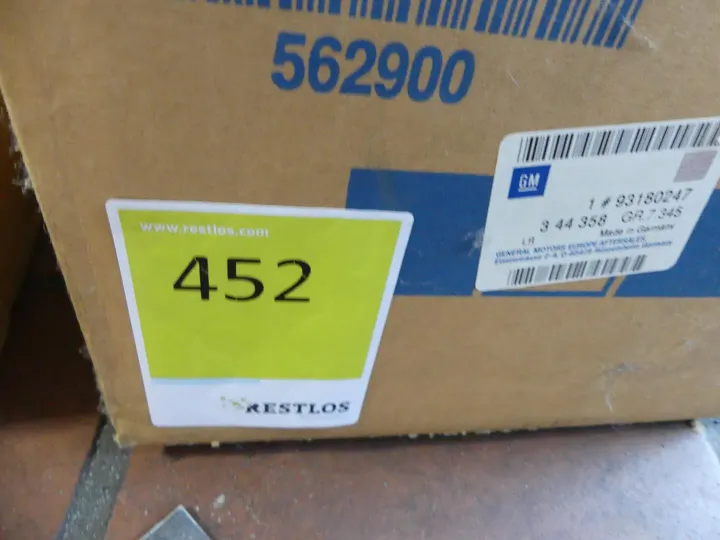 562900
GM
1 # 93180247
3 44 358 GR.7 345
LR
Made in Germany
GENERAL MOTORS EUROPE AFTERSALES,
www.restlos.com
452
RESTLOS